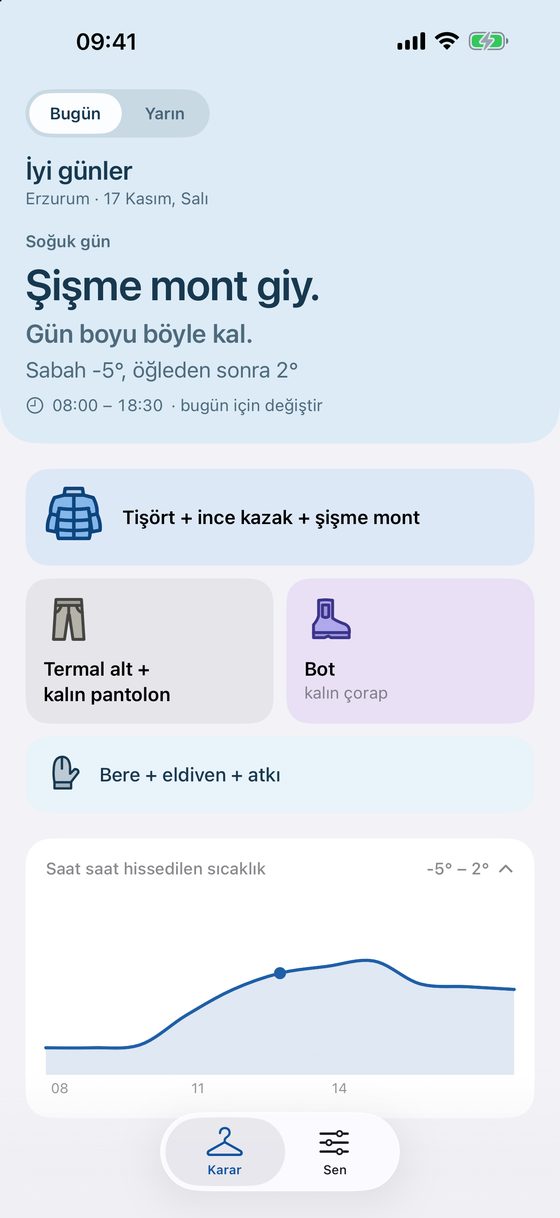 09:41
Bugün Yarın
İyi günler
Erzurum · 17 Kasım, Salı
Soğuk gün
Şişme mont giy.
Gün boyu böyle kal.
Sabah -5°, öğleden sonra 2°
08:00 – 18:30 · bugün için değiştir
Tişört + ince kazak + şişme mont
Termal alt +
kalın pantolon
Bot
kalın çorap
Bere + eldiven + atkı
Saat saat hissedilen sıcaklık -5° – 2°
08 11 14
Karar Sen